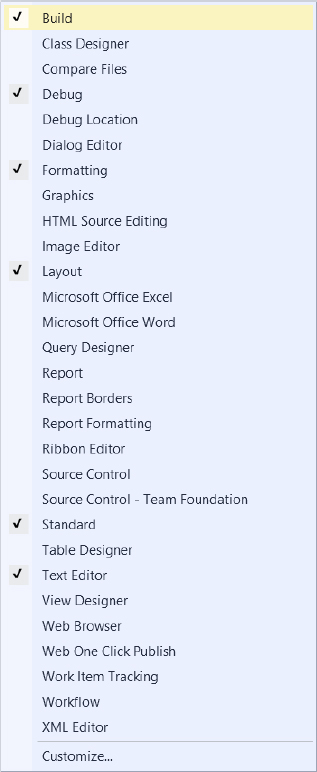 Build
Class Designer
Compare Files
Debug
Debug Location
Dialog Editor
Formatting
Graphics
HTML Source Editing
Image Editor
Layout
Microsoft Office Excel
Microsoft Office Word
Query Designer
Report
Report Borders
Report Formatting
Ribbon Editor
Source Control
Source Control - Team Foundation
Standard
Table Designer
Text Editor
View Designer
Web Browser
Web One Click Publish
Work Item Tracking
Workflow
XML Editor
Customize...